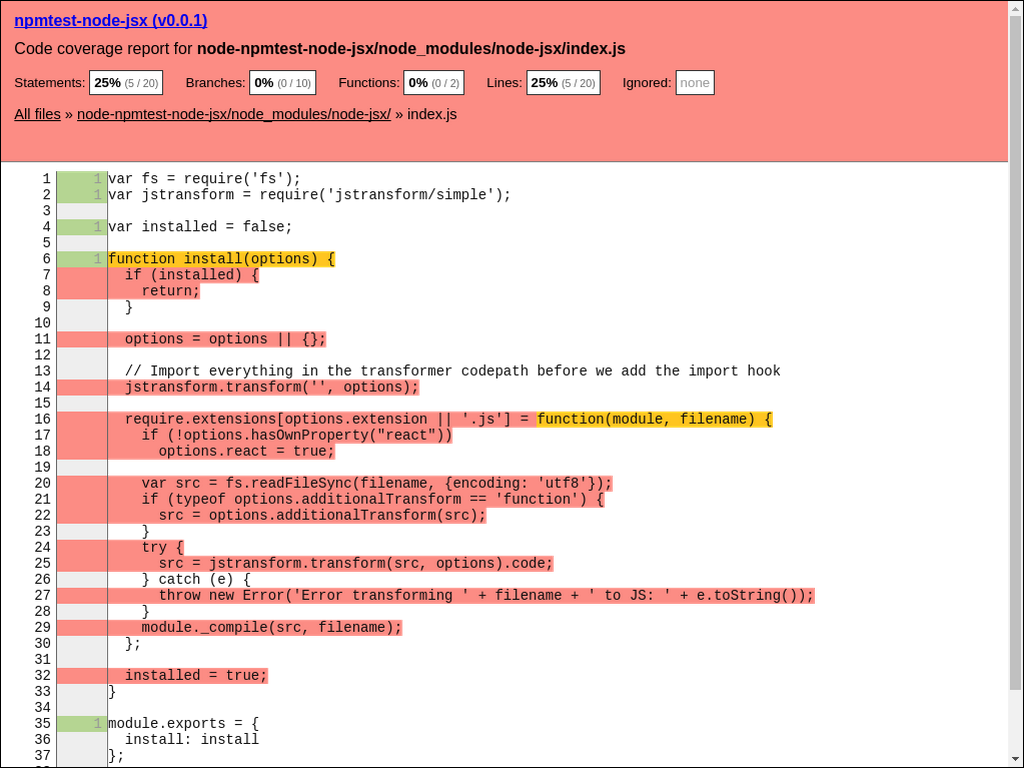 npmtest-node-jsx (v0.0.1)
Code coverage report for node-npmtest-node-jsx/node_modules/node-jsx/index.js
Statements: 25% (5 / 20) Branches: 0% (0 / 10) Functions: 0% (0 / 2) Lines: 25% (5 / 20) Ignored: none
All files » node-npmtest-node-jsx/node_modules/node-jsx/ » index.js
1 1 var fs = require('fs');
2 1 var jstransform = require('jstransform/simple');
3
4 1 var installed = false;
5
6 1 function install(options) {
7   if (installed) {
8     return;
9   }
10
11   options = options || {};
12
13   // Import everything in the transformer codepath before we add the import hook
14   jstransform.transform('', options);
15
16   require.extensions[options.extension || '.js'] = function(module, filename) {
17     if (!options.hasOwnProperty("react"))
18       options.react = true;
19
20     var src = fs.readFileSync(filename, {encoding: 'utf8'});
21     if (typeof options.additionalTransform == 'function') {
22       src = options.additionalTransform(src);
23     }
24     try {
25       src = jstransform.transform(src, options).code;
26     } catch (e) {
27       throw new Error('Error transforming ' + filename + ' to JS: ' + e.toString());
28     }
29     module._compile(src, filename);
30   };
31
32   installed = true;
33 }
34
35 1 module.exports = {
36   install: install
37 };